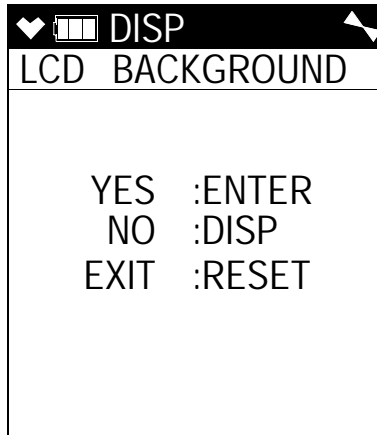 DISP
LCD BACKGROUND
YES :ENTER
NO :DISP
EXIT :RESET